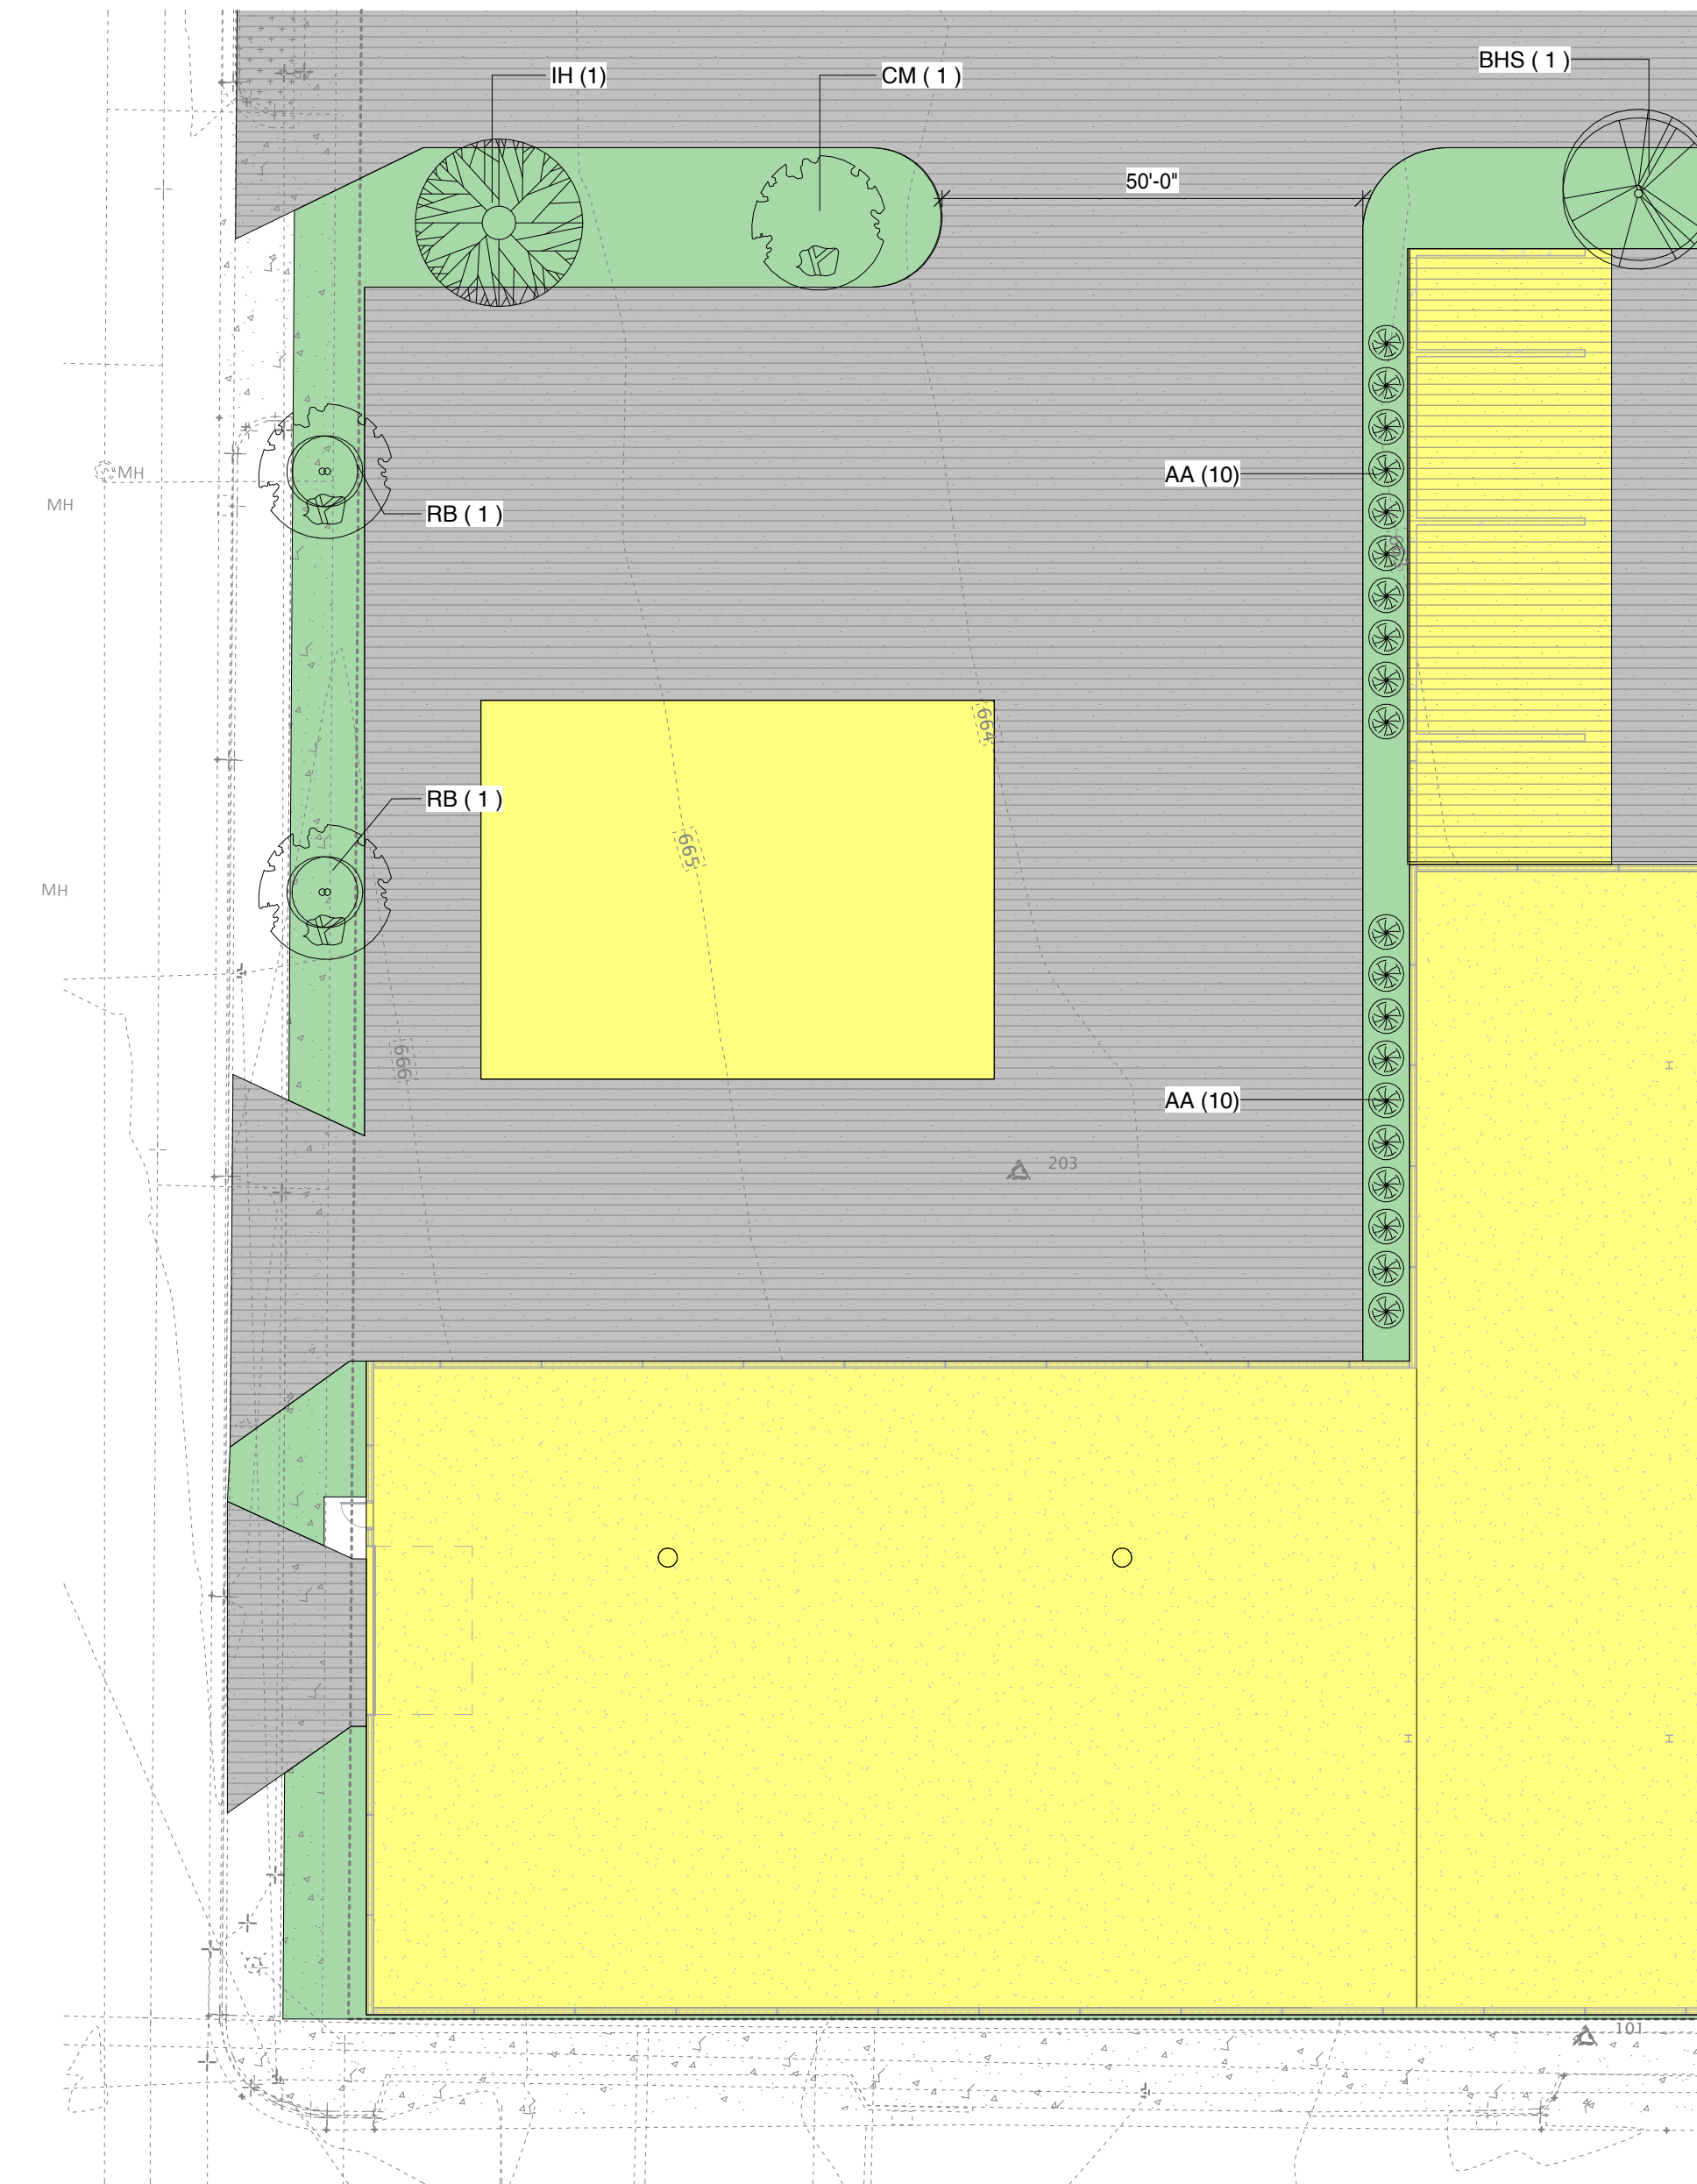 BHS ( 1 )
IH (1)
CM ( 1 )
50'-0"
MH
AA (10)
MH
RB ( 1 )
664
RB ( 1 )
665
MH
666
AA (10)
203
101